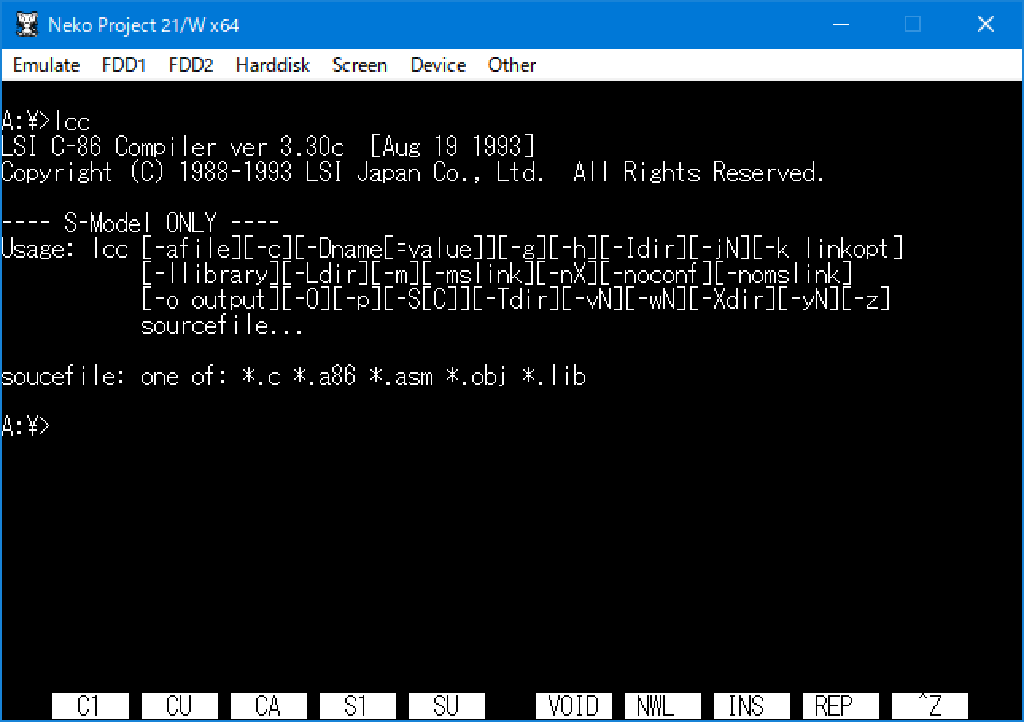 Neko Project 21/W x64
Emulate FDD1 FDD2 Harddisk Screen Device Other
A:¥>lcc
LSI C-86 Compiler ver 3.30c [Aug 19 1993]
Copyright (C) 1988-1993 LSI Japan Co., Ltd. All Rights Reserved.
---- S-Model ONLY ----
Usage: lcc [-afile][-c][-Dname[=value]][-g][-h][-Idir][-jN][-k linkopt]
[-llibrary][-Ldir][-m][-mslink][-nX][-noconf][-nomslink]
[-o output][-O][-p][-S[C]][-Tdir][-vN][-wN][-Xdir][-yN][-z]
sourcefile...
soucefile: one of: *.c *.a86 *.asm *.obj *.lib
A:¥>
C1 CU CA S1 SU VOID NWL INS REP ^Z